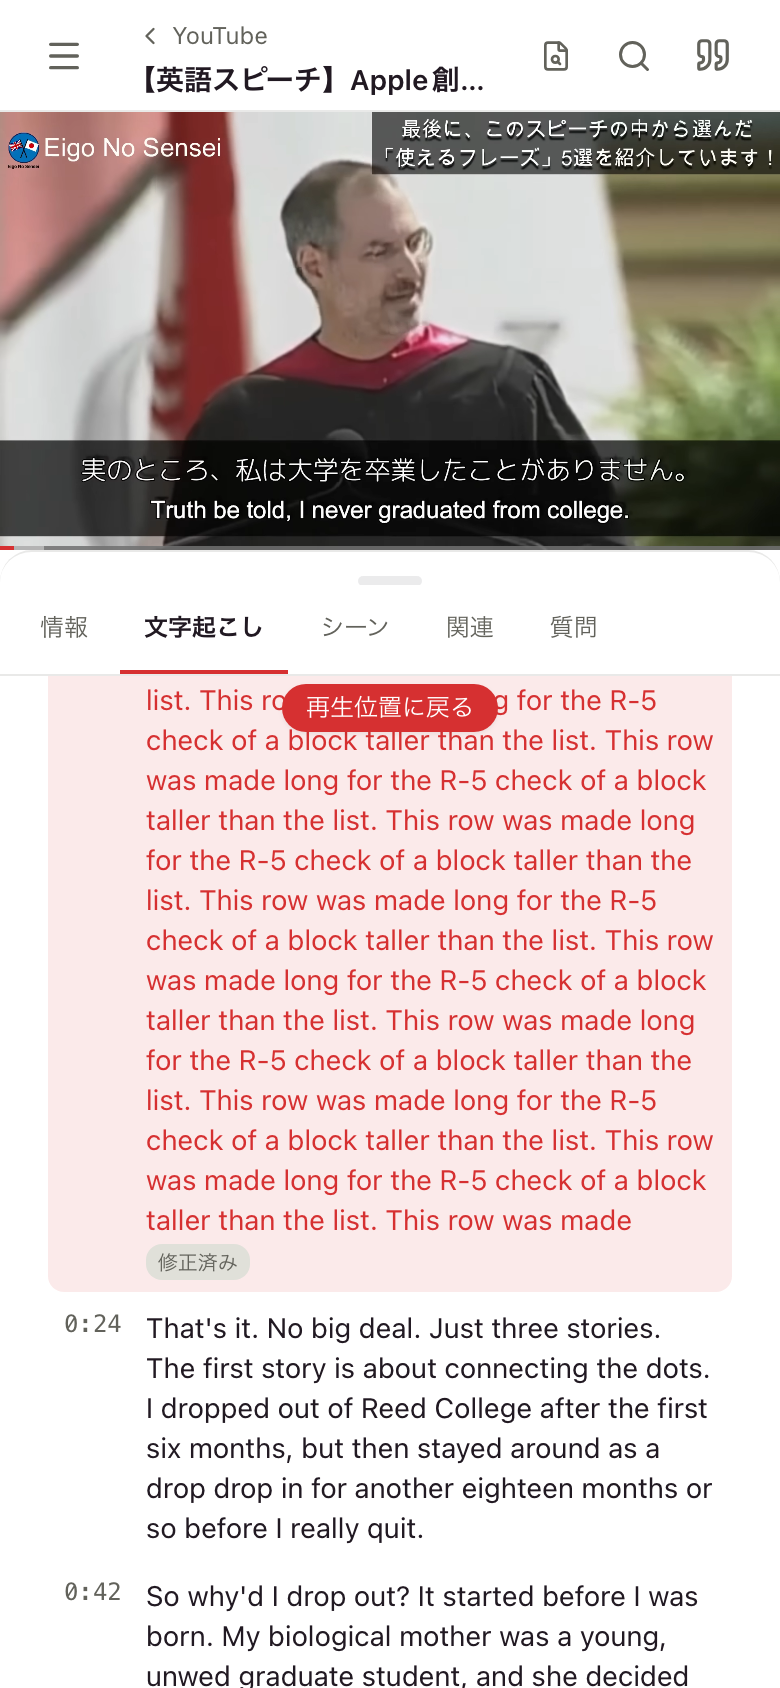 YouTube
【英語スピーチ】Apple創...
Eigo No Sensei
最後に、このスピーチの中から選んだ
「使えるフレーズ」5選を紹介しています！
実のところ、私は大学を卒業したことがありません。
Truth be told, I never graduated from college.
情報
文字起こし
シーン
関連
質問
再生位置に戻る
list. This ro g for the R-5
check of a block taller than the list. This row
was made long for the R-5 check of a block
taller than the list. This row was made long
for the R-5 check of a block taller than the
list. This row was made long for the R-5
check of a block taller than the list. This row
was made long for the R-5 check of a block
taller than the list. This row was made long
for the R-5 check of a block taller than the
list. This row was made long for the R-5
check of a block taller than the list. This row
was made long for the R-5 check of a block
taller than the list. This row was made
修正済み
0:24
That's it. No big deal. Just three stories.
The first story is about connecting the dots.
I dropped out of Reed College after the first
six months, but then stayed around as a
drop drop in for another eighteen months or
so before I really quit.
0:42
So why'd I drop out? It started before I was
born. My biological mother was a young,
unwed graduate student, and she decided